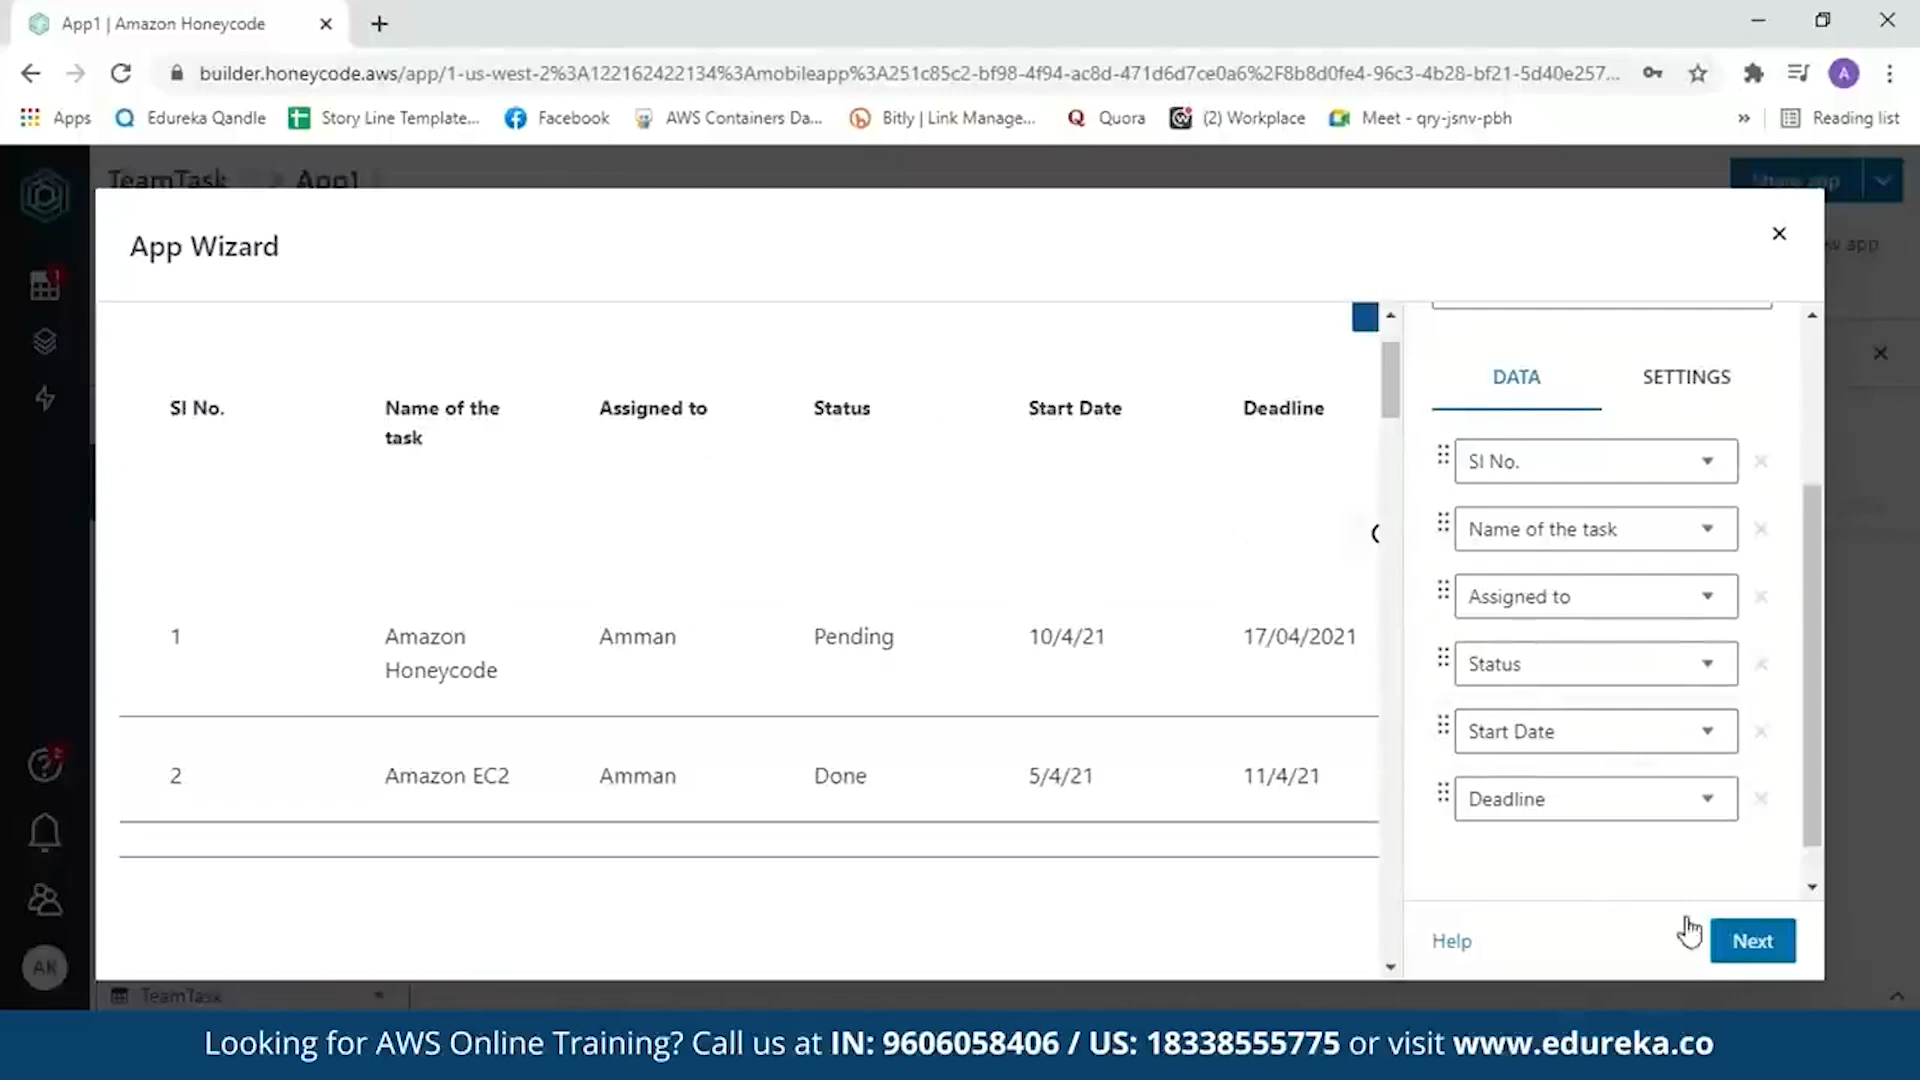 App1 | Amazon Honeycode
builder.honeycode.aws/app/1-us-west-2%3A122162422134%3Amobileapp%3A251c85c2-bf98-4f94-ac8d-471d6d7ce0a6%2F8b8d0fe4-96c3-4b28-bf21-5d40e257...
A
Apps
Edureka Qandle
Story Line Template...
Facebook
AWS Containers Da...
Bitly | Link Manage...
Quora
(2) Workplace
Meet - qry-jsnv-pbh
»
Reading list
TeamTask > App1
Share app
app
App Wizard
DATA SETTINGS
Sl No. Name of the task Assigned to Status Start Date Deadline
1 Amazon Honeycode Amman Pending 10/4/21 17/04/2021
2 Amazon EC2 Amman Done 5/4/21 11/4/21
Sl No.
Name of the task
Assigned to
Status
Start Date
Deadline
Help
Next
1
2
AK
TeamTask
Looking for AWS Online Training? Call us at IN: 9606058406 / US: 18338555775 or visit www.edureka.co